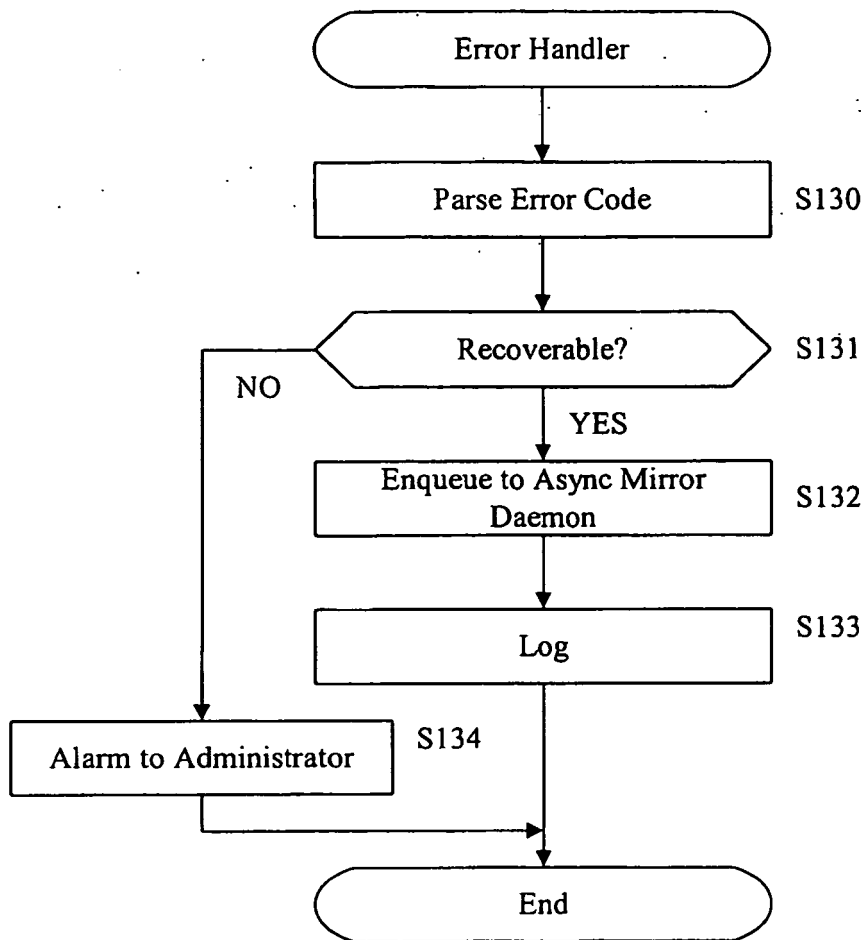 Error Handler
Parse Error Code
S130
Recoverable?
S131
NO
YES
Enqueue to Async Mirror
Daemon
S132
Log
S133
Alarm to Administrator
S134
End